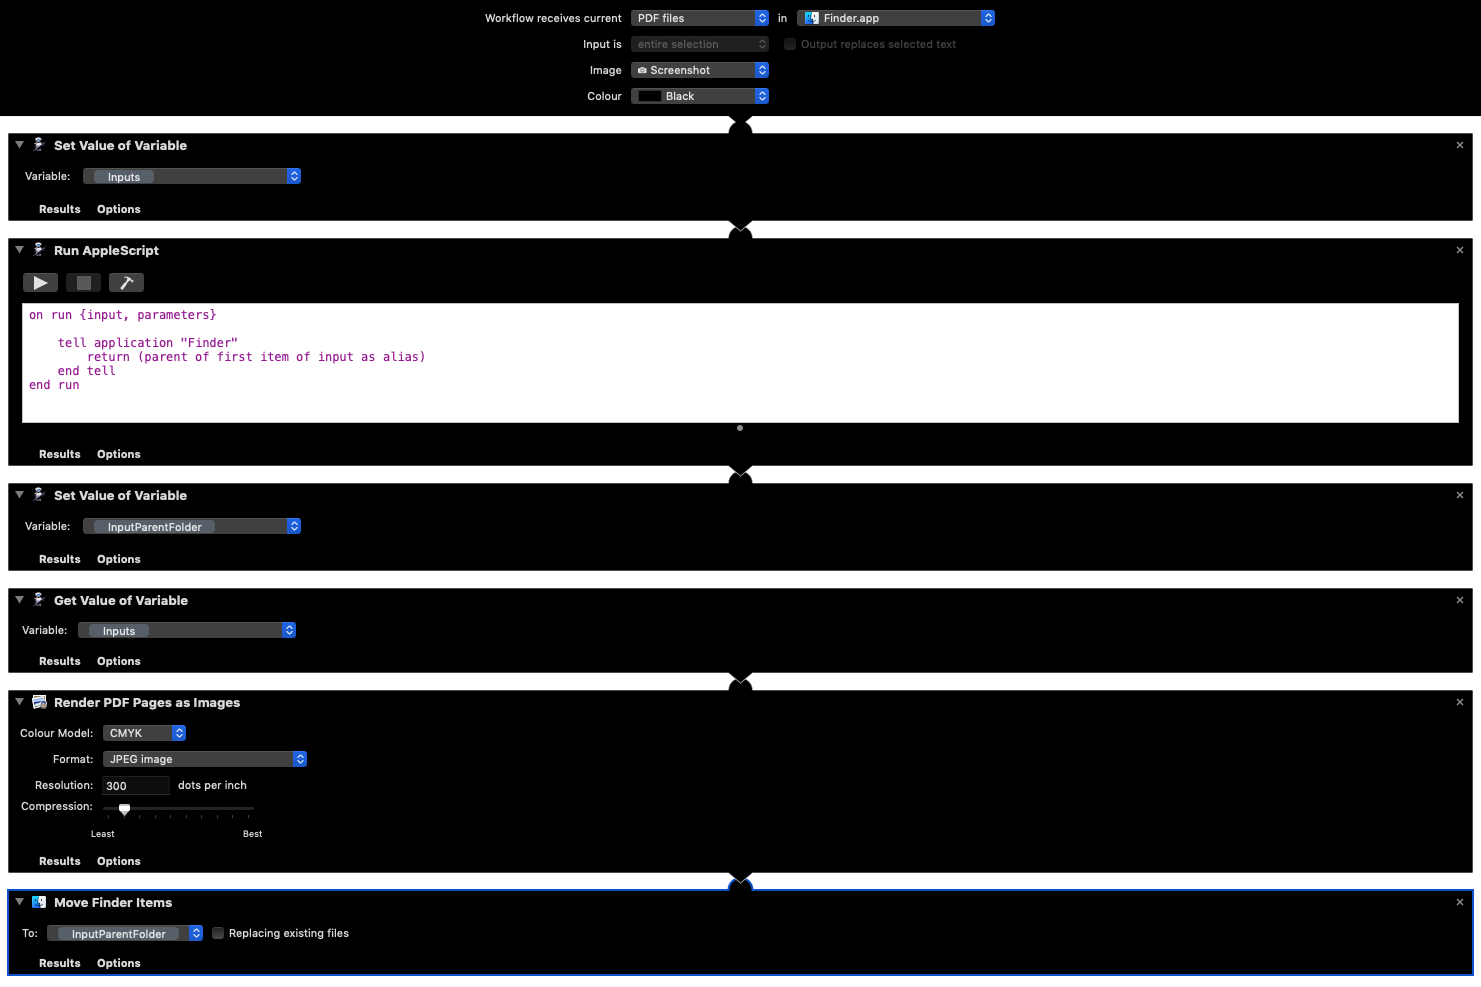 Workflow receives current PDF files in Finder.app
Input is entire selection Output replaces selected text
Image Screenshot
Colour Black
Set Value of Variable
Variable: Inputs
Results Options
Run AppleScript
on run {input, parameters}
tell application "Finder"
return (parent of first item of input as alias)
end tell
end run
Results Options
Set Value of Variable
Variable: InputParentFolder
Results Options
Get Value of Variable
Variable: Inputs
Results Options
Render PDF Pages as Images
Colour Model: CMYK
Format: JPEG image
Resolution: 300 dots per inch
Compression:
Least Best
Results Options
Move Finder Items
To: InputParentFolder Replacing existing files
Results Options